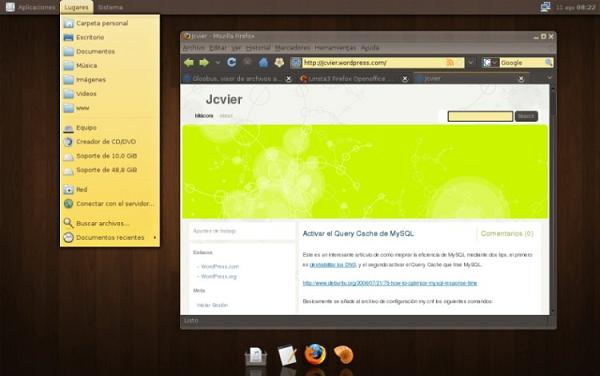 Aplicaciones Lugares Sistema
11 ago 08:22
Carpeta personal
Escritorio
Documentos
Música
Imágenes
Videos
www
Equipo
Creador de CD/DVD
Soporte de 10,0 GiB
Soporte de 48,8 GiB
Red
Conectar con el servidor...
Buscar archivos...
Documentos recientes
Jcvier - Mozilla Firefox
Archivo Editar Ver Historial Marcadores Herramientas Ayuda
http://jcvier.wordpress.com/
Google
Gloobus, visor de archivos a...
Limsta3 Firefox Openoffice ...
Jcvier
Jcvier
bitácora about
Search
Apuntes de trabajo
Enlaces
WordPress.com
WordPress.org
Meta
Iniciar Sesión
Activar el Query Cache de MySQL
Comentarios (0)
Este es un interesante artículo de como mejorar la eficiencia de MySQL, mediante dos tips, el primero
es deshabilitar los DNS, y el segundo activar el Query Cache que trae MySQL.
http://www.debuntu.org/2006/07/21/75-how-to-optimize-mysql-response-time
Básicamente se añade al archivo de configuración my.cnf los siguientes comandos:
Listo